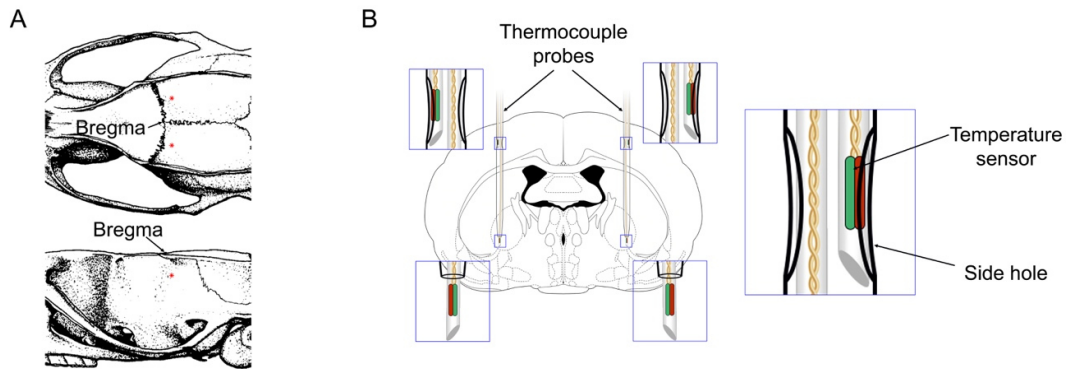 A
B
Bregma
Bregma
Thermocouple
probes
Temperature
sensor
Side hole